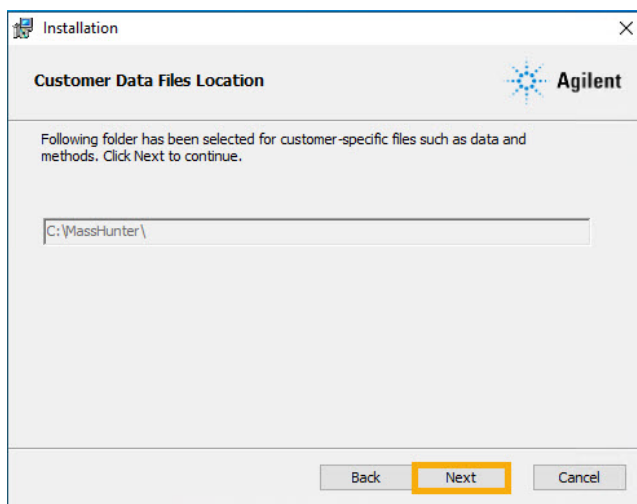 Installation
Customer Data Files Location
Agilent
Following folder has been selected for customer-specific files such as data and
methods. Click Next to continue.
C:\MassHunter\
Back Next Cancel